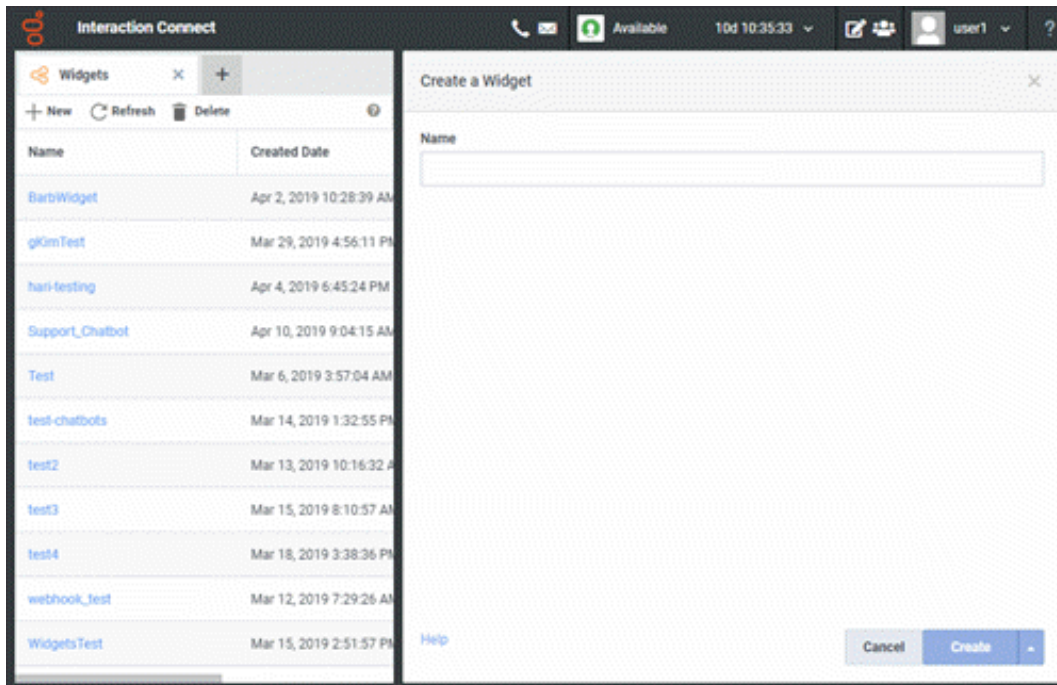 Interaction Connect
Available
10d 10:35:33
user1
?
Widgets
New
Refresh
Delete
Name
Created Date
BarbWidget
Apr 2, 2019 10:28:39 AM
gKimTest
Mar 29, 2019 4:56:11 PM
hari-testing
Apr 4, 2019 6:45:24 PM
Support_Chatbot
Apr 10, 2019 9:04:15 AM
Test
Mar 6, 2019 3:57:04 AM
test-chatbots
Mar 14, 2019 1:32:55 PM
test2
Mar 13, 2019 10:16:32 A
test3
Mar 15, 2019 8:10:57 AM
test4
Mar 18, 2019 3:38:36 PM
webhook_test
Mar 12, 2019 7:29:26 AM
WidgetsTest
Mar 15, 2019 2:51:57 PM
Create a Widget
Name
Help
Cancel
Create